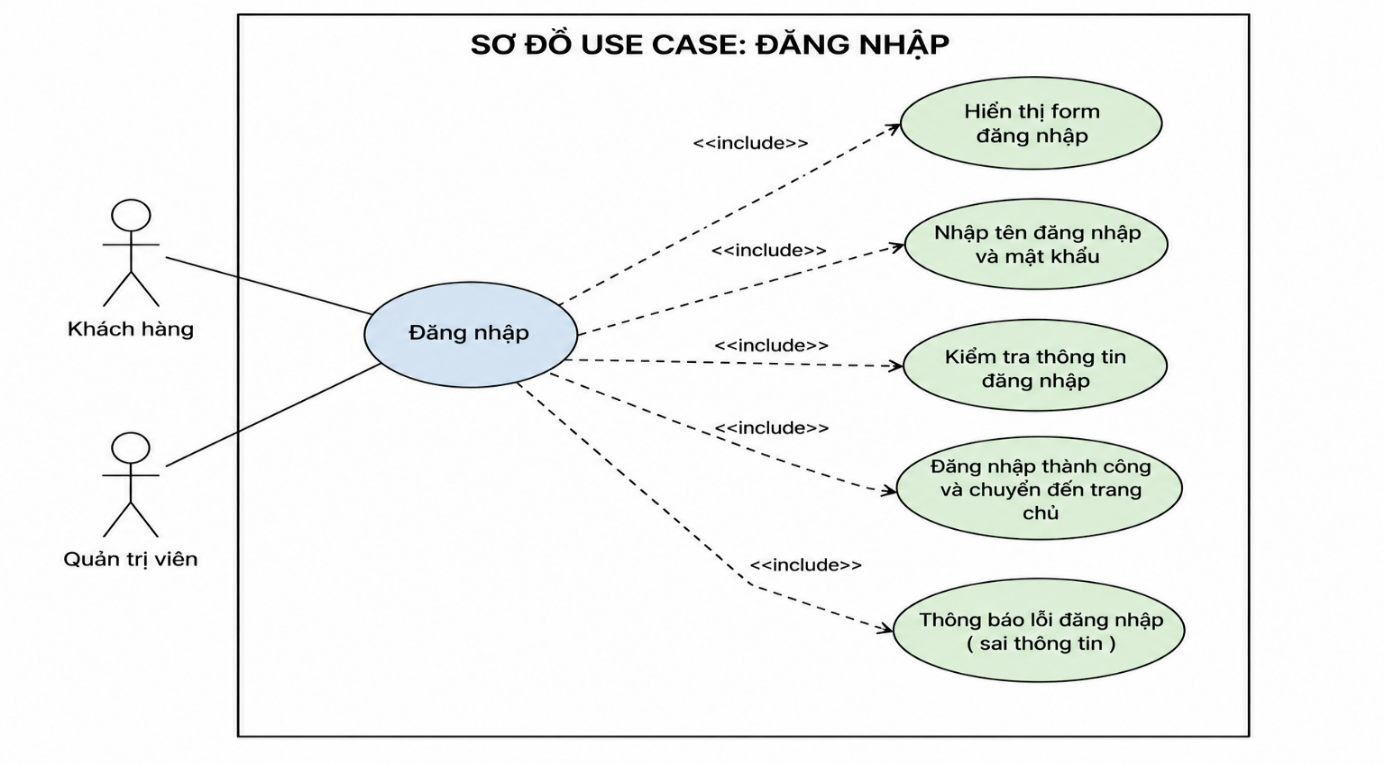 SƠ ĐỒ USE CASE: ĐĂNG NHẬP
Hiển thị form
đăng nhập
<<include>>
Nhập tên đăng nhập
và mật khẩu
<<include>>
Khách hàng
Đăng nhập
<<include>>
Kiểm tra thông tin
đăng nhập
<<include>>
Đăng nhập thành công
và chuyển đến trang
chủ
Quản trị viên
<<include>>
Thông báo lỗi đăng nhập
( sai thông tin )